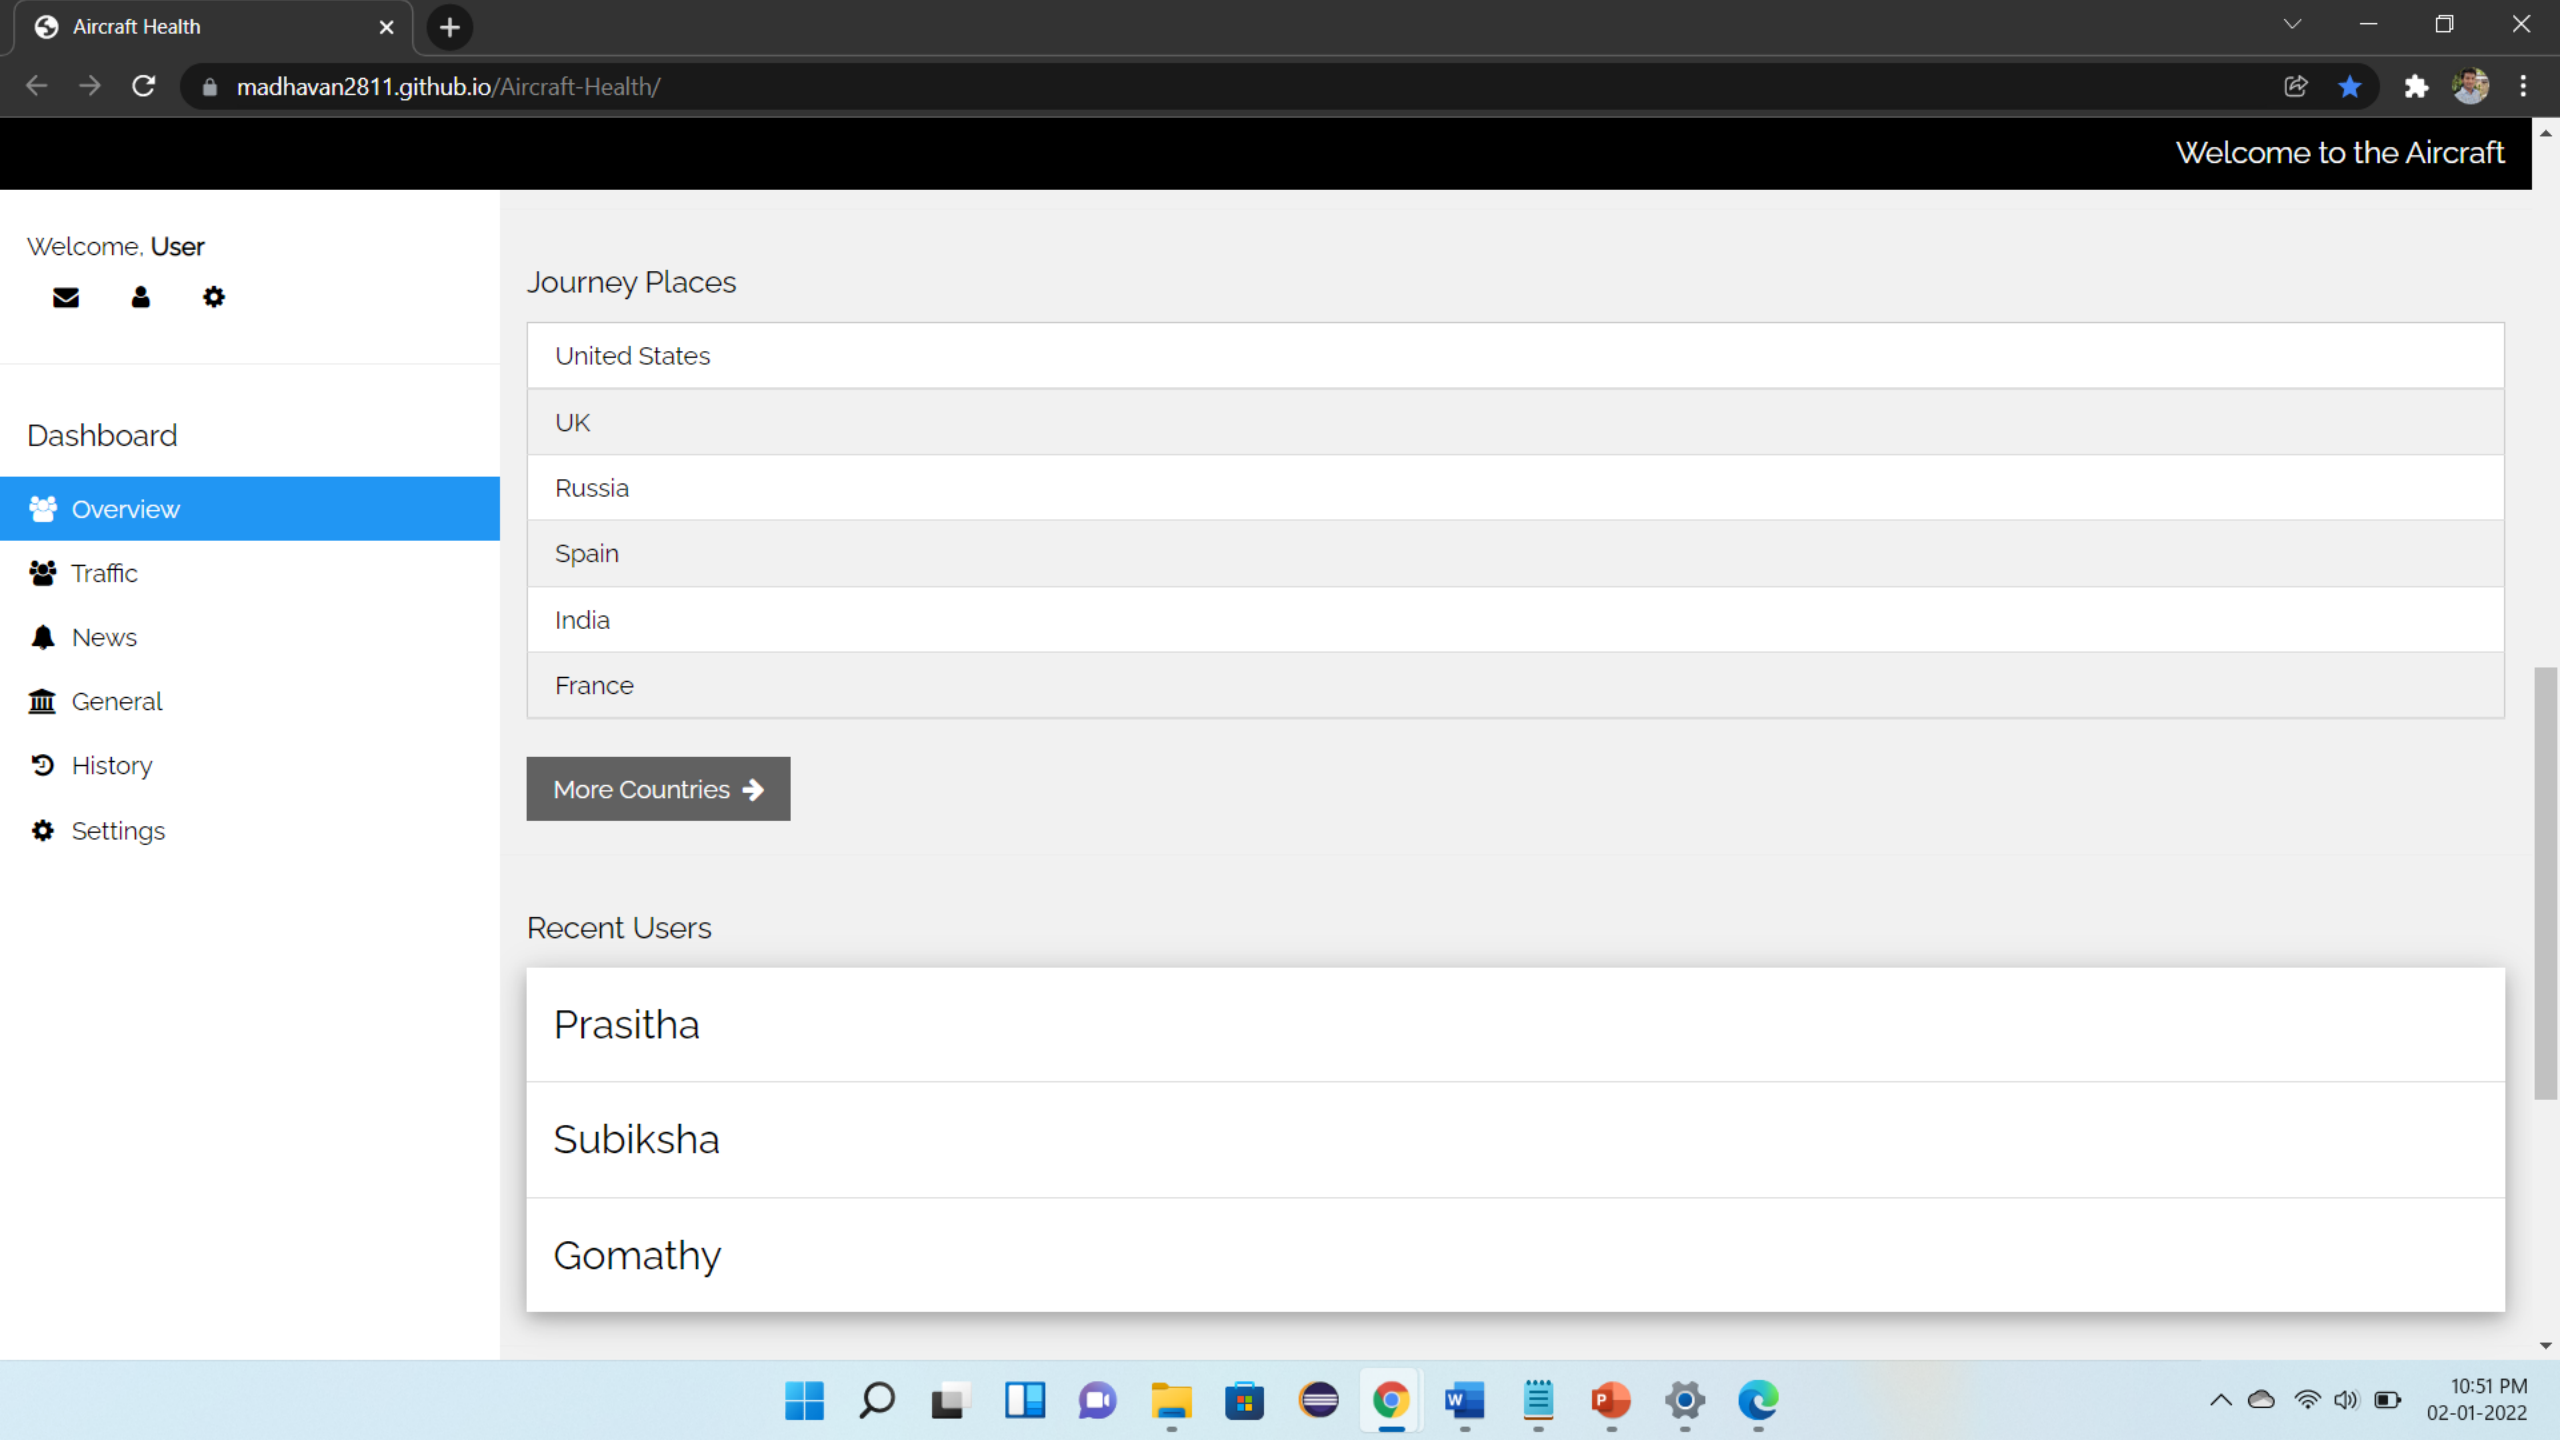 Aircraft Health
madhavan2811.github.io/Aircraft-Health/
Welcome to the Aircraft
Welcome, User
Dashboard
Overview
Traffic
News
General
History
Settings
Journey Places
United States
UK
Russia
Spain
India
France
More Countries
Recent Users
Prasitha
Subiksha
Gomathy
10:51 PM
02-01-2022